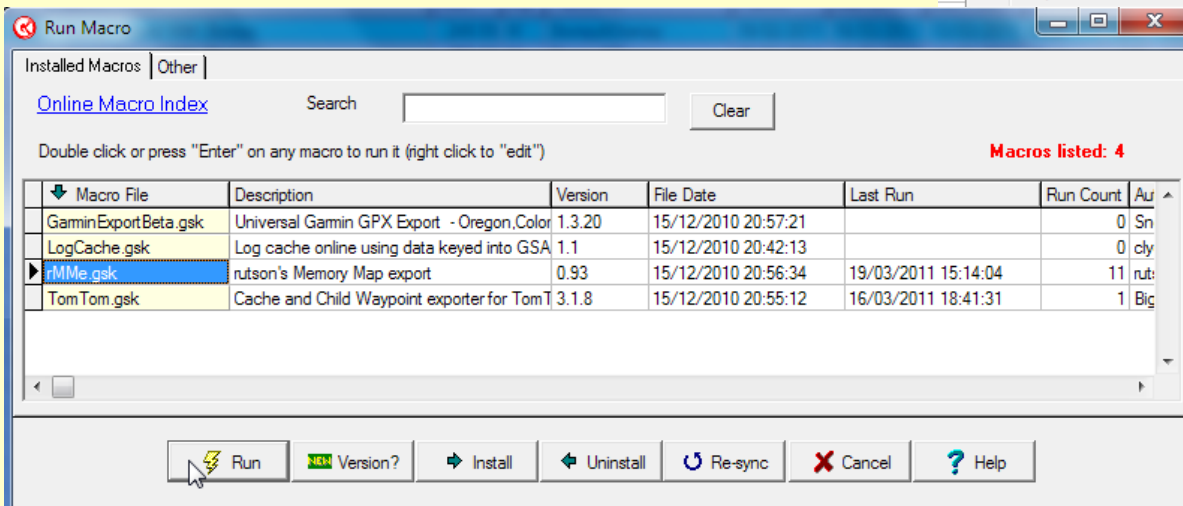 Run Macro
Installed Macros Other
Online Macro Index Search Clear
Double click or press "Enter" on any macro to run it (right click to "edit") Macros listed: 4
Macro File Description Version File Date Last Run Run Count Au
GarminExportBeta.gsk Universal Garmin GPX Export - Oregon,Color 1.3.20 15/12/2010 20:57:21 0 Sn
LogCache.gsk Log cache online using data keyed into GSA 1.1 15/12/2010 20:42:13 0 cly
rMMe.gsk rutson's Memory Map export 0.93 15/12/2010 20:56:34 19/03/2011 15:14:04 11 ruts
TomTom.gsk Cache and Child Waypoint exporter for TomT 3.1.8 15/12/2010 20:55:12 16/03/2011 18:41:31 1 Big
Run NEW Version? Install Uninstall Re-sync Cancel ? Help